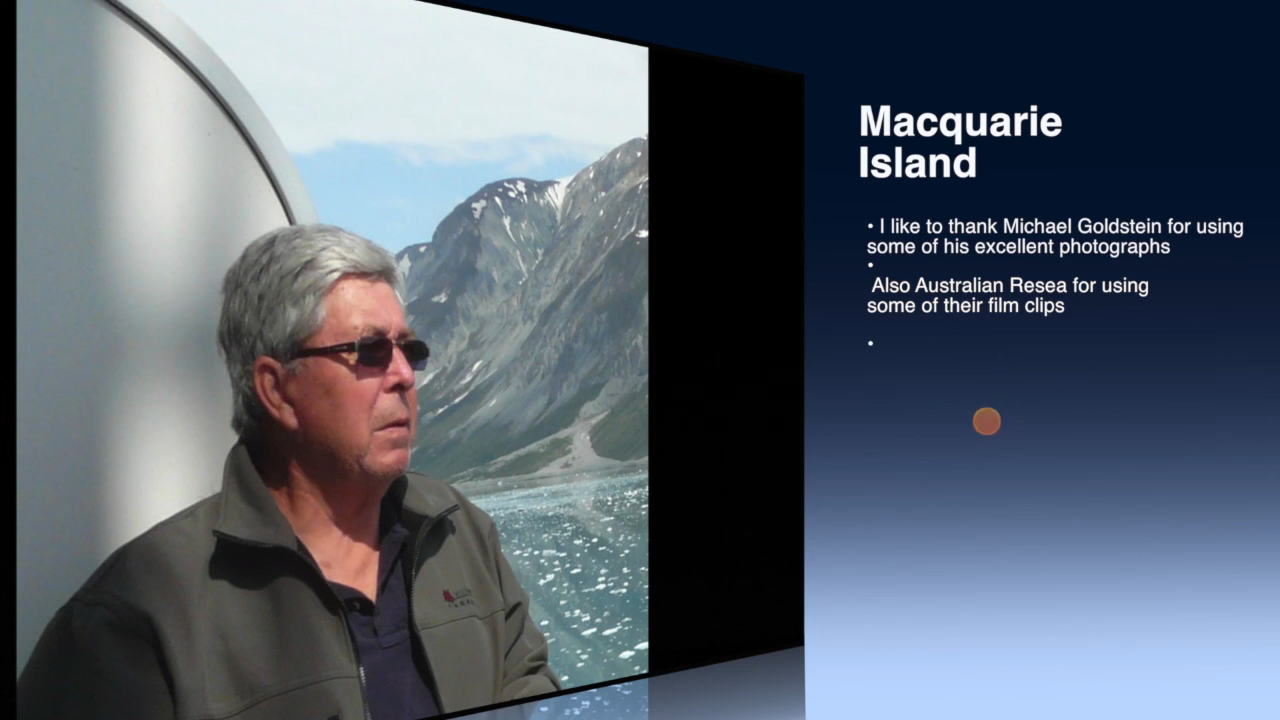 Macquarie
Island
• I like to thank Michael Goldstein for using
some of his excellent photographs
•
Also Australian Resea for using
some of their film clips
•